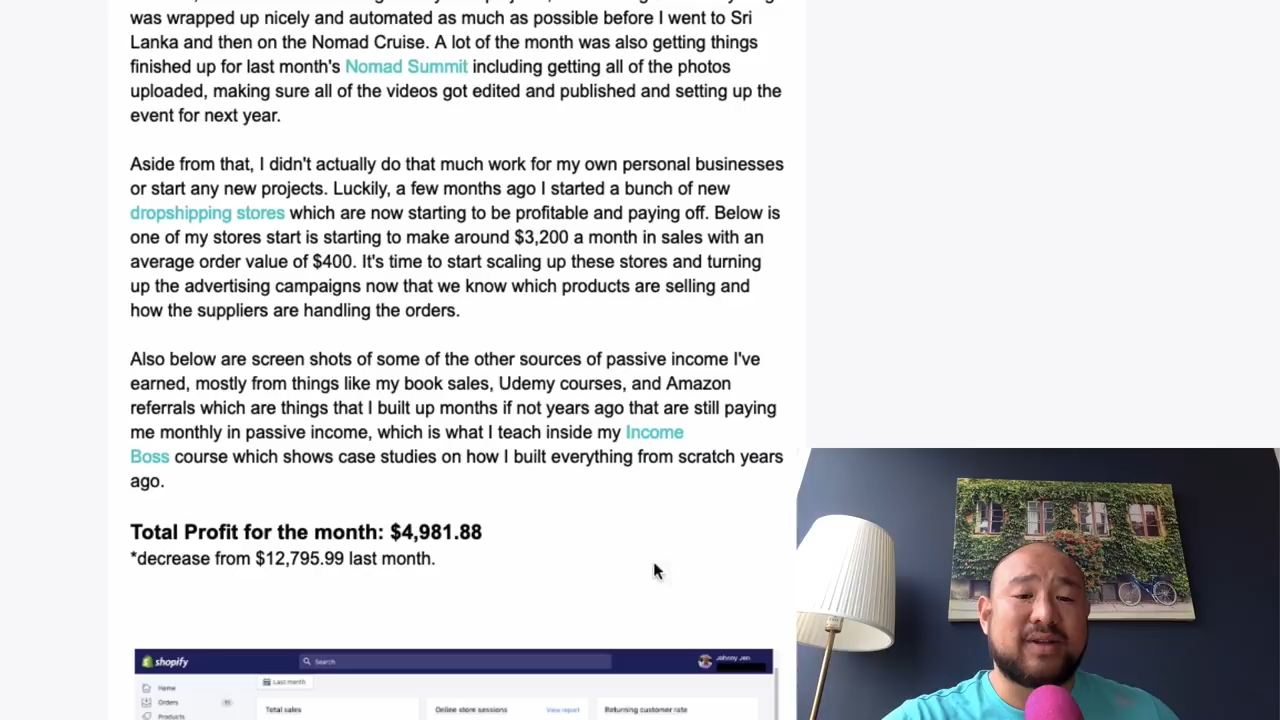 was wrapped up nicely and automated as much as possible before I went to Sri
Lanka and then on the Nomad Cruise. A lot of the month was also getting things
finished up for last month's Nomad Summit including getting all of the photos
uploaded, making sure all of the videos got edited and published and setting up the
event for next year.
Aside from that, I didn't actually do that much work for my own personal businesses
or start any new projects. Luckily, a few months ago I started a bunch of new
dropshipping stores which are now starting to be profitable and paying off. Below is
one of my stores start is starting to make around $3,200 a month in sales with an
average order value of $400. It's time to start scaling up these stores and turning
up the advertising campaigns now that we know which products are selling and
how the suppliers are handling the orders.
Also below are screen shots of some of the other sources of passive income I've
earned, mostly from things like my book sales, Udemy courses, and Amazon
referrals which are things that I built up months if not years ago that are still paying
me monthly in passive income, which is what I teach inside my Income
Boss course which shows case studies on how I built everything from scratch years
ago.
Total Profit for the month: $4,981.88
*decrease from $12,795.99 last month.
shopify Search Johnny Jen
Home Last month
Orders
Total sales Online store sessions View report Returning customer rate
Products